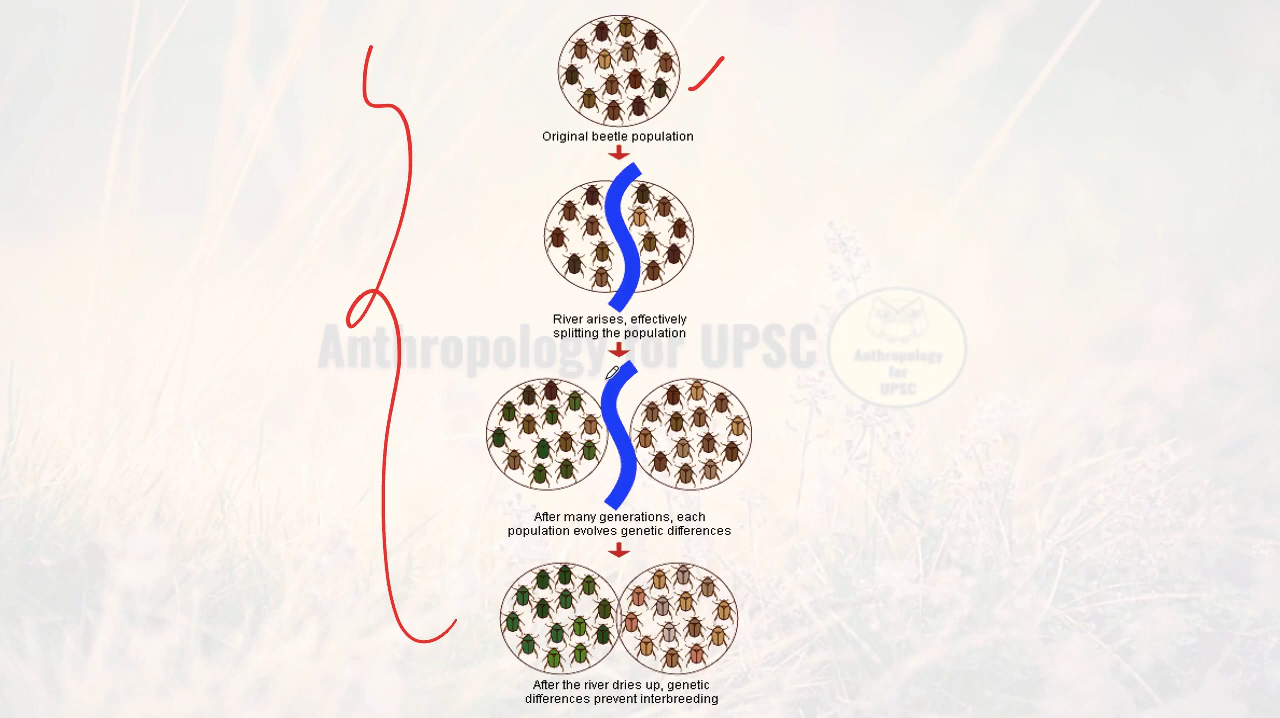 Original beetle population
River arises, effectively
splitting the population
Anthropology for UPSC
Anthropology
for
UPSC
After many generations, each
population evolves genetic differences
After the river dries up, genetic
differences prevent interbreeding